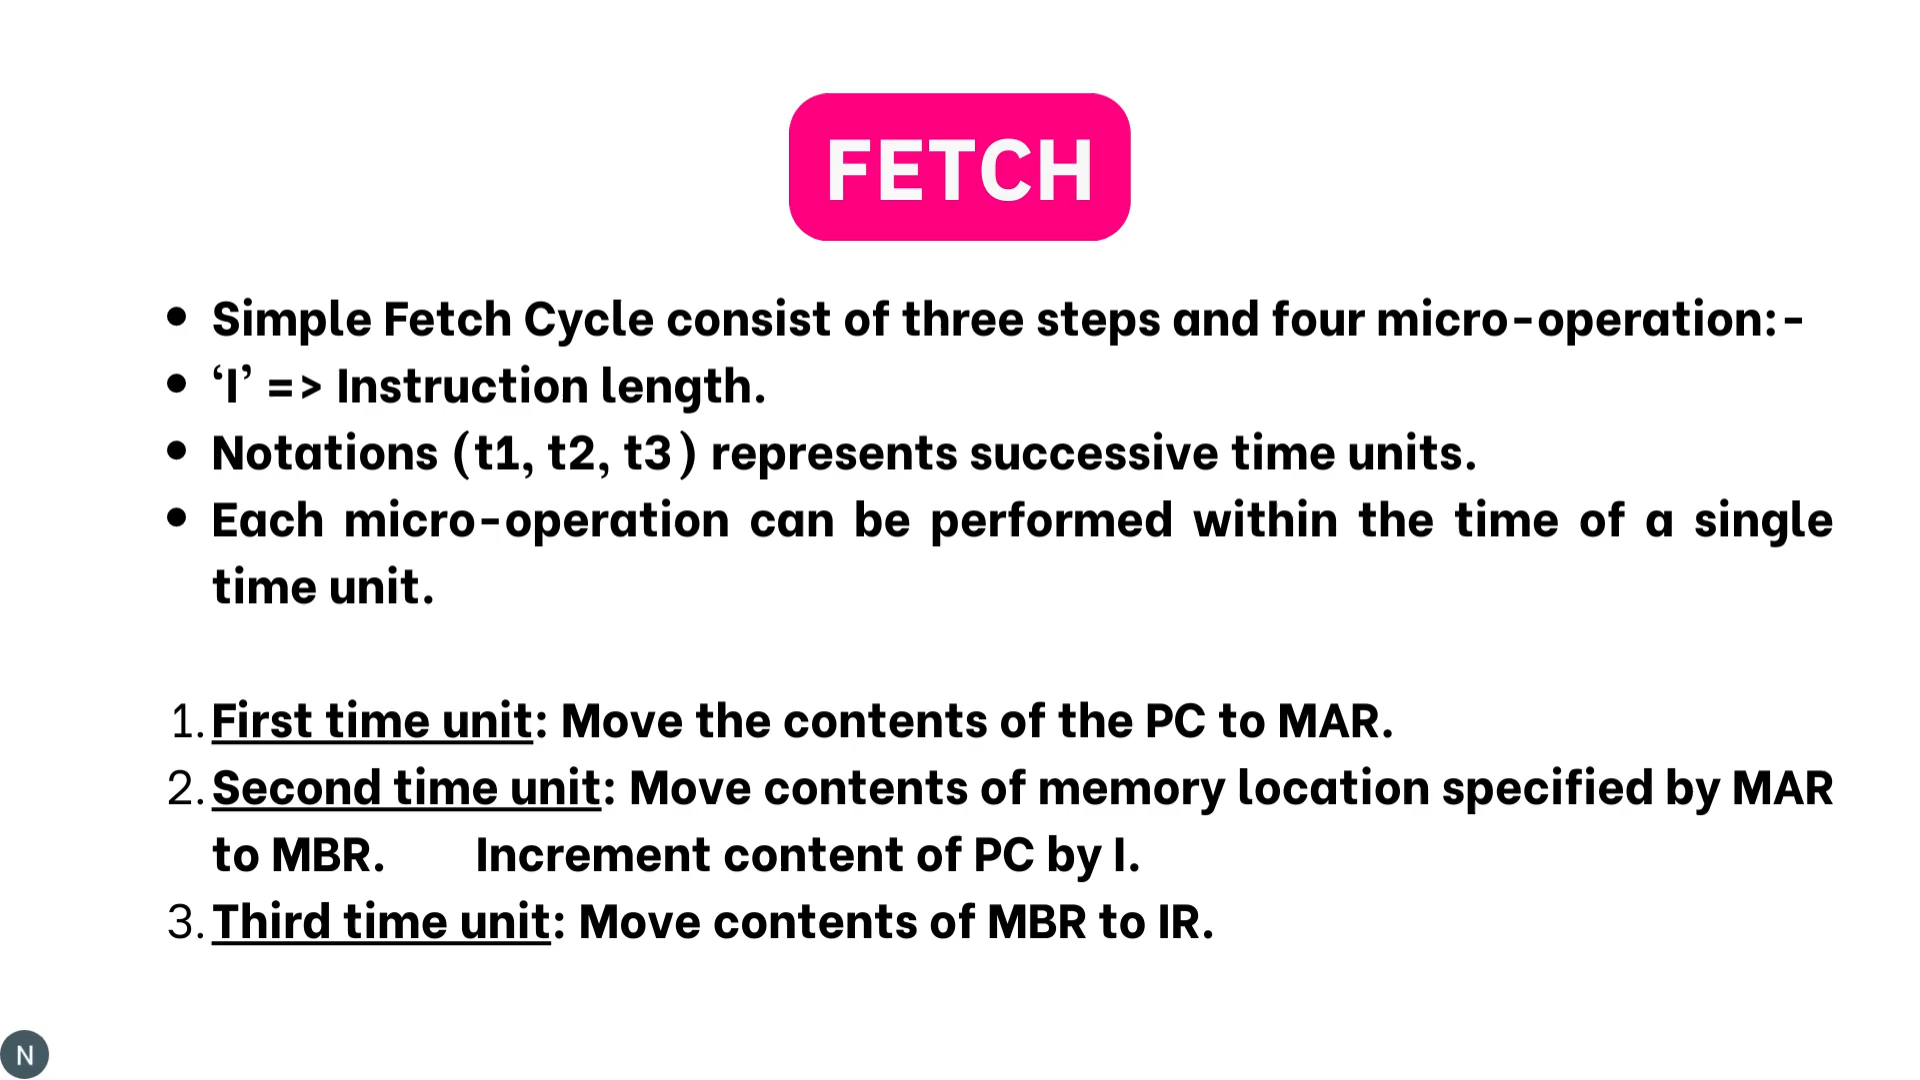 FETCH
• Simple Fetch Cycle consist of three steps and four micro-operation:-
• ‘I’ => Instruction length.
• Notations (t1, t2, t3) represents successive time units.
• Each micro-operation can be performed within the time of a single
time unit.
1. First time unit: Move the contents of the PC to MAR.
2. Second time unit: Move contents of memory location specified by MAR
to MBR. Increment content of PC by I.
3. Third time unit: Move contents of MBR to IR.
N